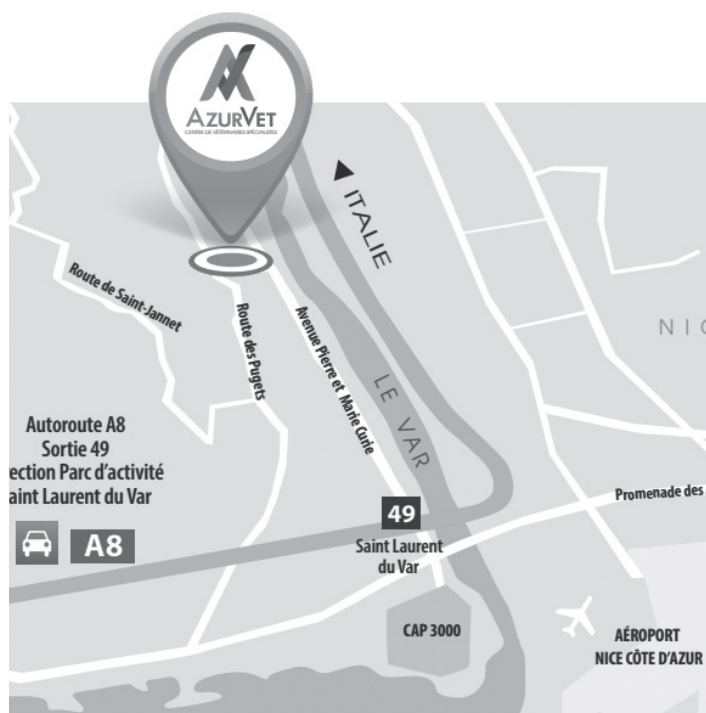 AZURVET
CENTRE DE VÉTÉRINAIRES SPÉCIALISTES
ITALIE
Route de Saint-Jannet
Route des Pugets
Avenue Pierre et Marie Curie
LE VAR
NIC
Autoroute A8
Sortie 49
ection Parc d'activité
aint Laurent du Var
A8
49
Saint Laurent
du Var
Promenade des
CAP 3000
AÉROPORT
NICE CÔTE D'AZUR